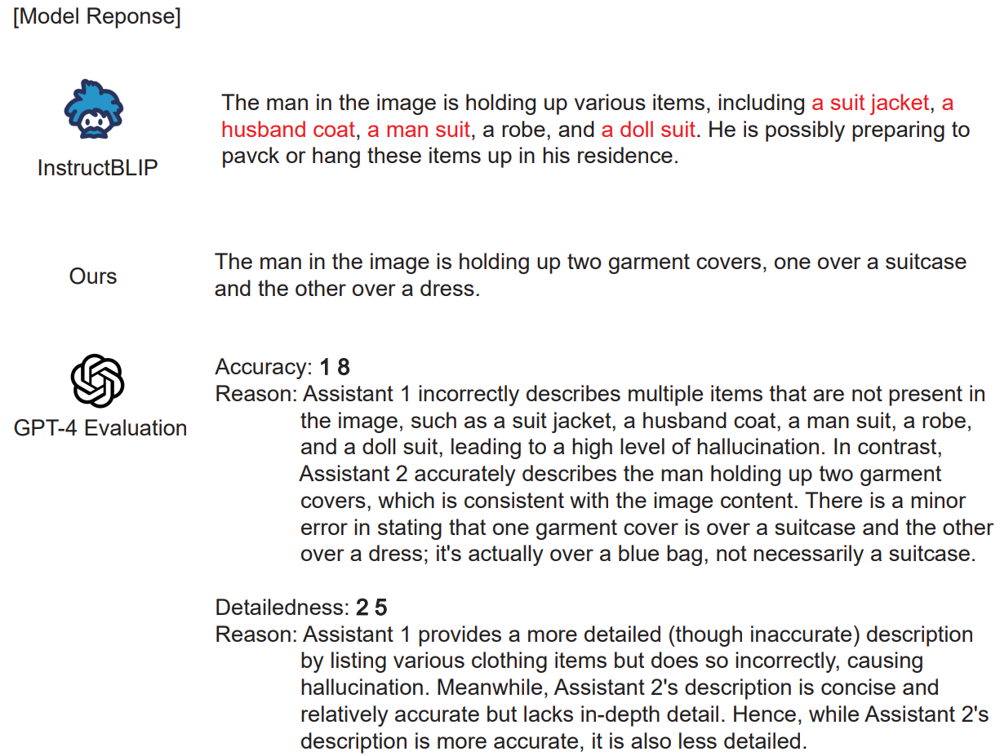 [Model Reponse]
The man in the image is holding up various items, including a suit jacket, a
husband coat, a man suit, a robe, and a doll suit. He is possibly preparing to
pavck or hang these items up in his residence.
InstructBLIP
Ours
The man in the image is holding up two garment covers, one over a suitcase
and the other over a dress.
GPT-4 Evaluation
Accuracy: 1 8
Reason: Assistant 1 incorrectly describes multiple items that are not present in
the image, such as a suit jacket, a husband coat, a man suit, a robe,
and a doll suit, leading to a high level of hallucination. In contrast,
Assistant 2 accurately describes the man holding up two garment
covers, which is consistent with the image content. There is a minor
error in stating that one garment cover is over a suitcase and the other
over a dress; it's actually over a blue bag, not necessarily a suitcase.
Detailedness: 2 5
Reason: Assistant 1 provides a more detailed (though inaccurate) description
by listing various clothing items but does so incorrectly, causing
hallucination. Meanwhile, Assistant 2's description is concise and
relatively accurate but lacks in-depth detail. Hence, while Assistant 2's
description is more accurate, it is also less detailed.